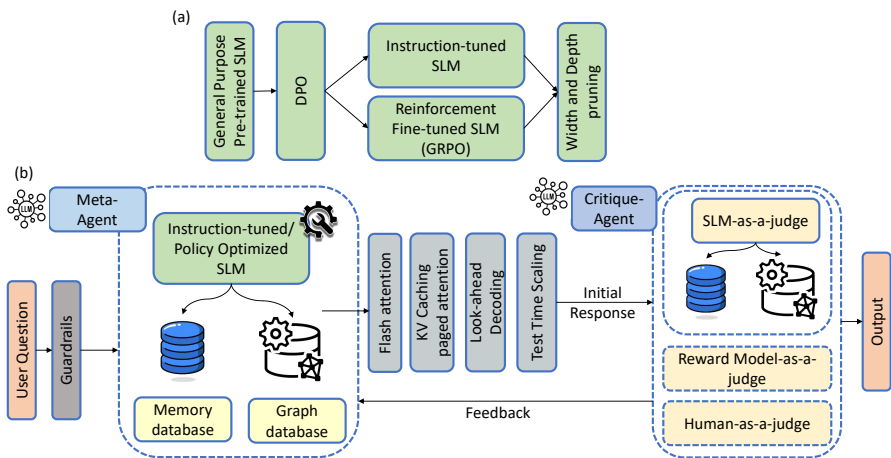 (a)
General Purpose
Pre-trained SLM
DPO
Instruction-tuned
SLM
Reinforcement
Fine-tuned SLM
(GRPO)
Width and Depth
pruning
(b)
LLM
Meta-
Agent
Instruction-tuned/
Policy Optimized
SLM
User Question
Guardrails
Memory
database
Graph
database
Flash attention
KV Caching
paged attention
Look-ahead
Decoding
Test Time Scaling
Initial
Response
Feedback
LLM
Critique-
Agent
SLM-as-a-judge
Reward Model-as-a-
judge
Human-as-a-judge
Output